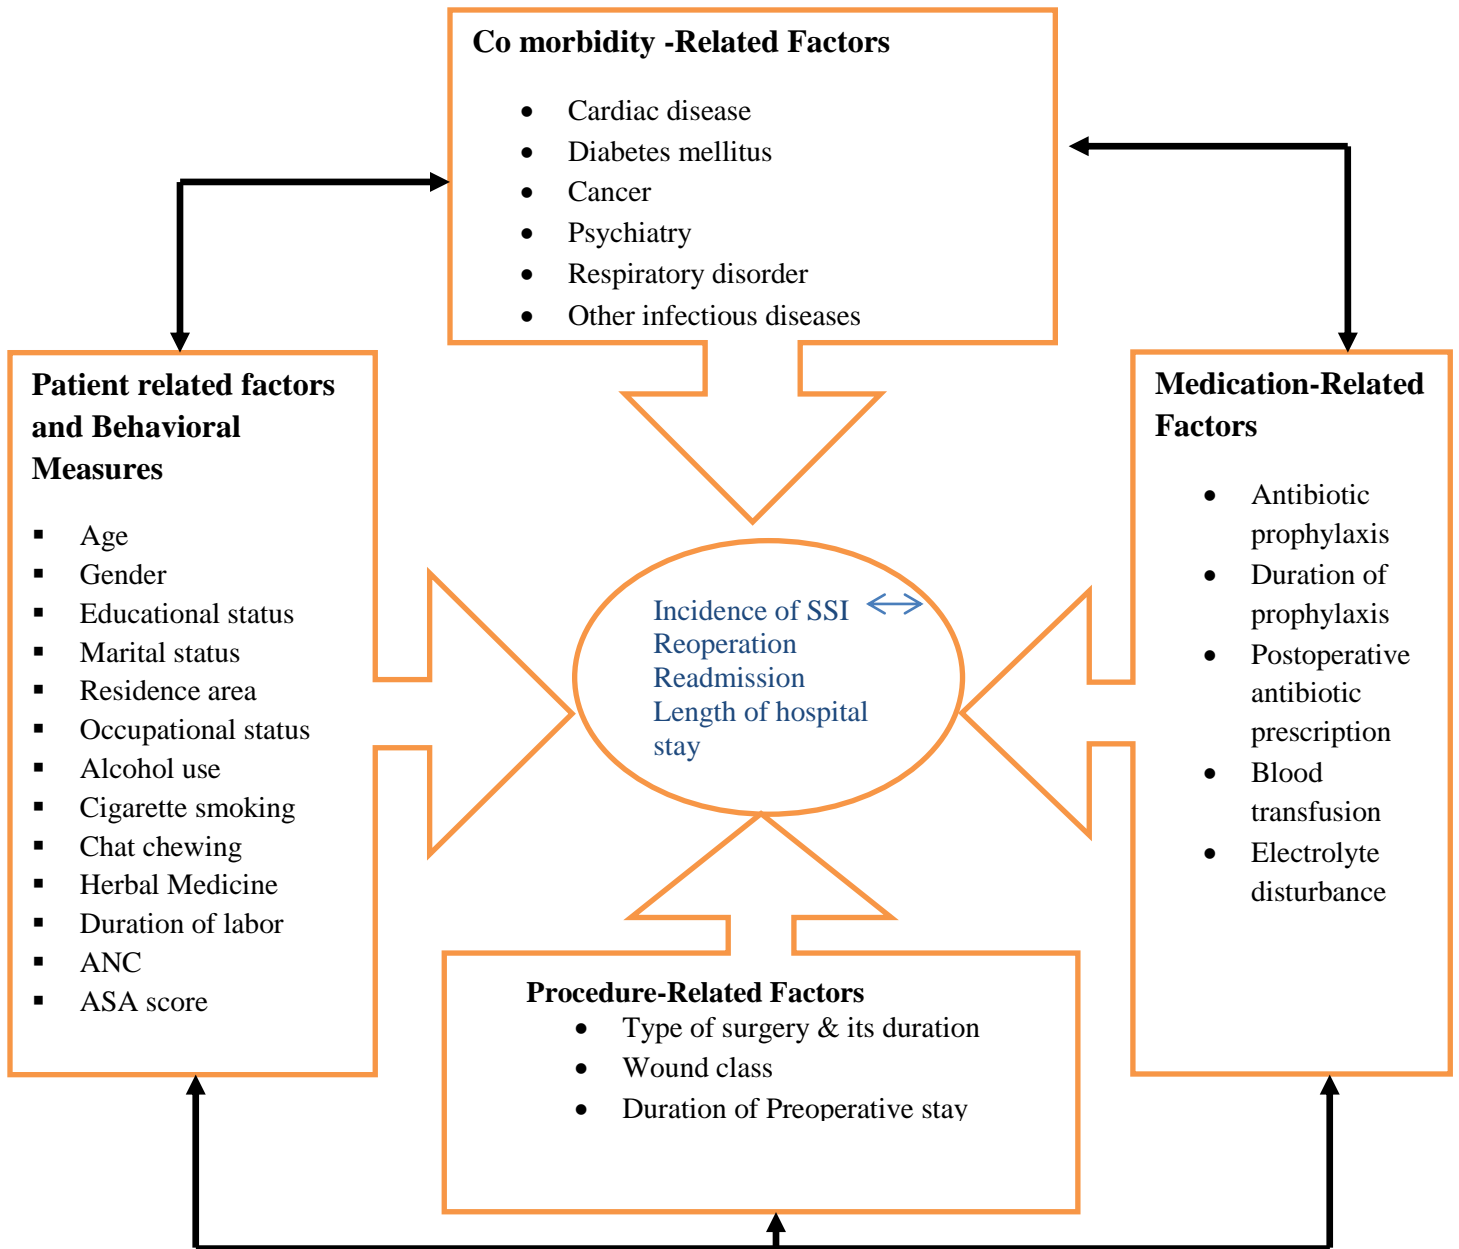 Co morbidity -Related Factors
• Cardiac disease
• Diabetes mellitus
• Cancer
• Psychiatry
• Respiratory disorder
• Other infectious diseases
Patient related factors
and Behavioral
Measures
▪ Age
▪ Gender
▪ Educational status
▪ Marital status
▪ Residence area
▪ Occupational status
▪ Alcohol use
▪ Cigarette smoking
▪ Chat chewing
▪ Herbal Medicine
▪ Duration of labor
▪ ANC
▪ ASA score
Incidence of SSI
Reoperation
Readmission
Length of hospital
stay
Medication-Related
Factors
• Antibiotic
prophylaxis
• Duration of
prophylaxis
• Postoperative
antibiotic
prescription
• Blood
transfusion
• Electrolyte
disturbance
Procedure-Related Factors
• Type of surgery & its duration
• Wound class
• Duration of Preoperative stay